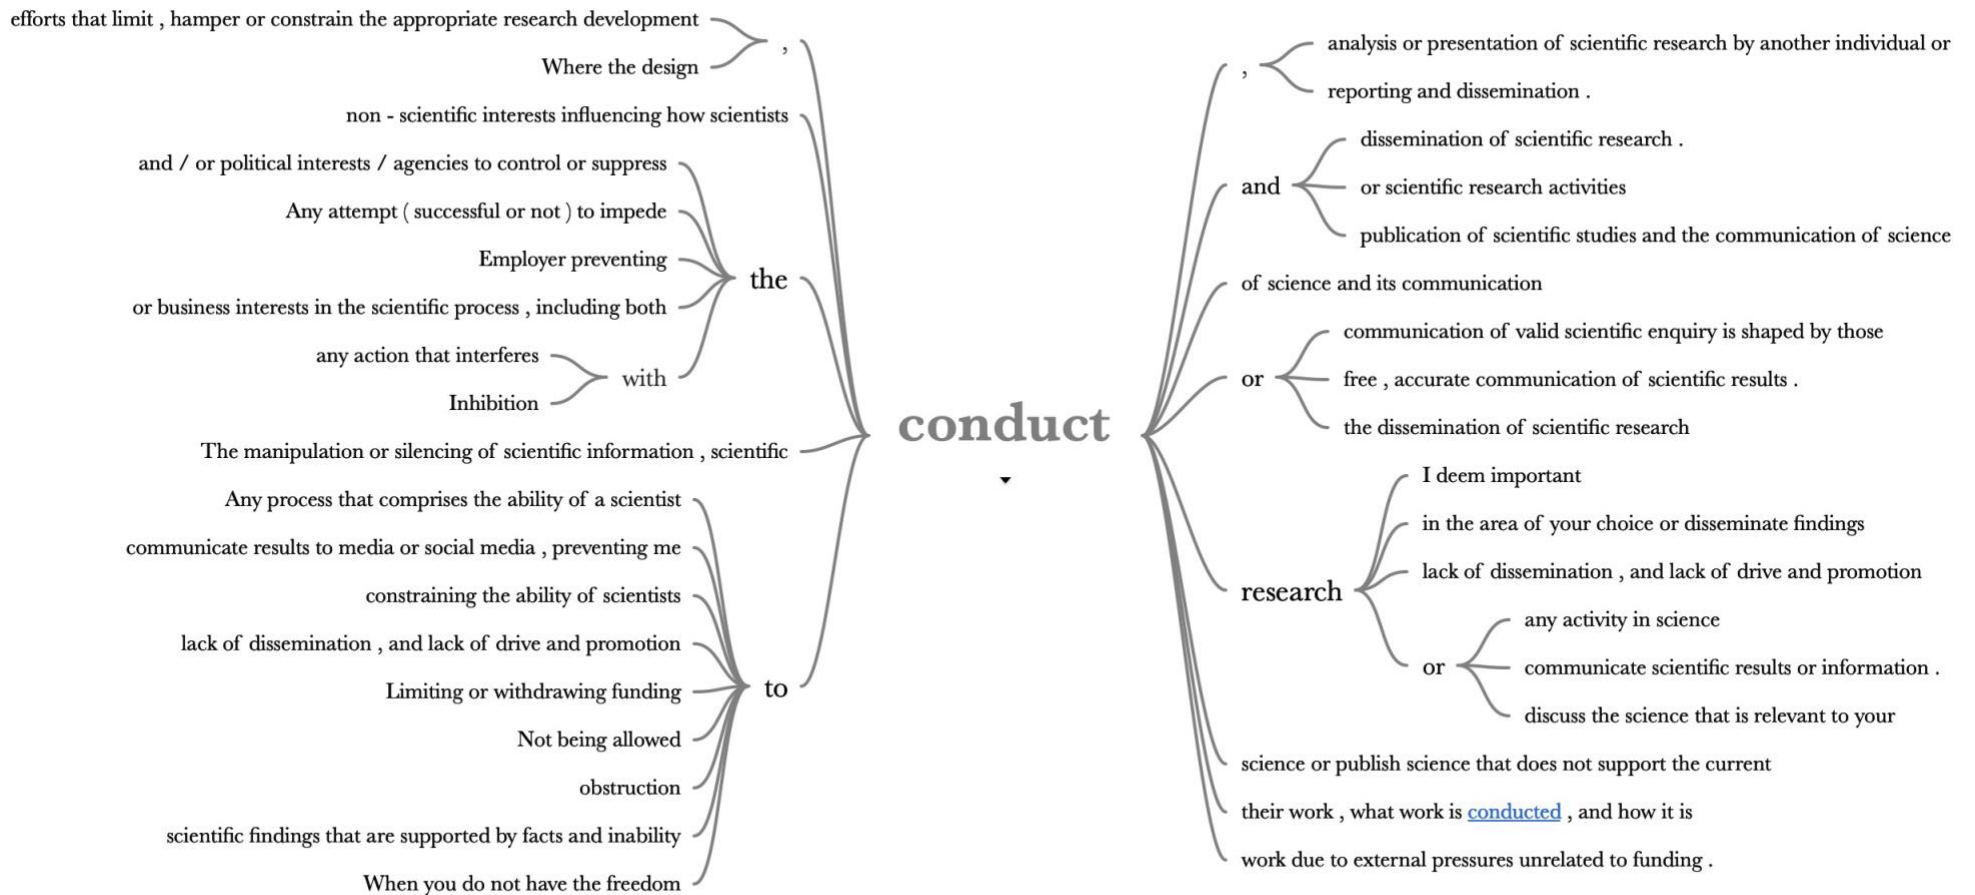 efforts that limit , hamper or constrain the appropriate research development
Where the design
,
non - scientific interests influencing how scientists
and / or political interests / agencies to control or suppress
Any attempt ( successful or not ) to impede
Employer preventing
or business interests in the scientific process , including both
any action that interferes
Inhibition
with
the
The manipulation or silencing of scientific information , scientific
Any process that comprises the ability of a scientist
communicate results to media or social media , preventing me
constraining the ability of scientists
lack of dissemination , and lack of drive and promotion
Limiting or withdrawing funding
Not being allowed
obstruction
scientific findings that are supported by facts and inability
When you do not have the freedom
to
conduct
,
analysis or presentation of scientific research by another individual or
reporting and dissemination .
and
dissemination of scientific research .
or scientific research activities
publication of scientific studies and the communication of science
of science and its communication
or
communication of valid scientific enquiry is shaped by those
free , accurate communication of scientific results .
the dissemination of scientific research
research
I deem important
in the area of your choice or disseminate findings
lack of dissemination , and lack of drive and promotion
or
any activity in science
communicate scientific results or information .
discuss the science that is relevant to your
science or publish science that does not support the current
their work , what work is conducted , and how it is
work due to external pressures unrelated to funding .